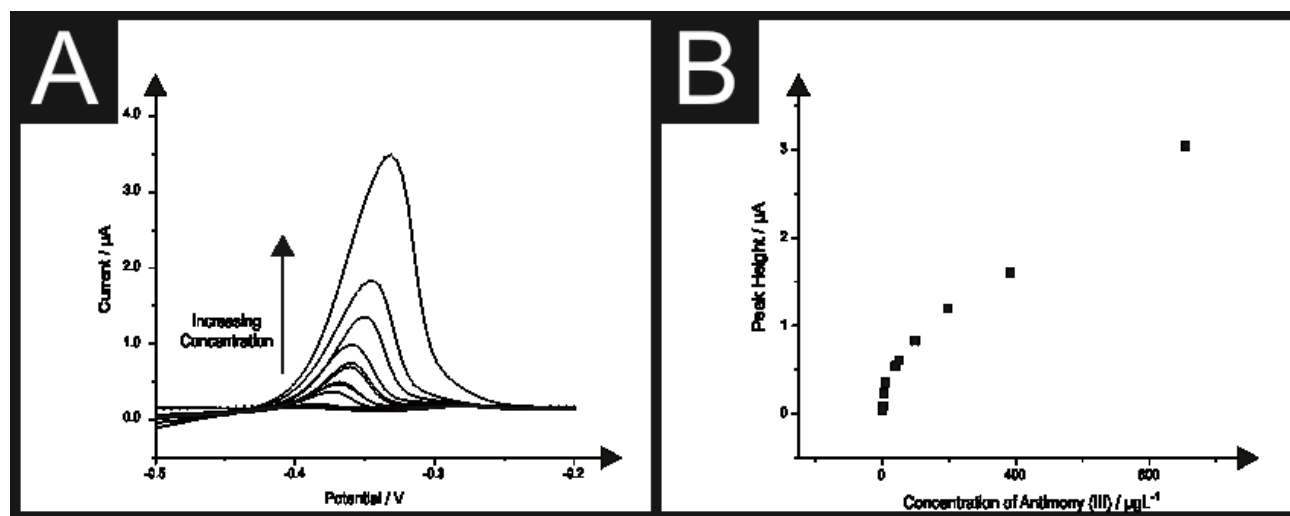 A
B
4.0
3.0
2.0
1.0
0.0
Current / µA
Increasing
Concentration
-0.5
-0.4
-0.3
-0.2
Potential / V
3
2
1
0
Peak Height / µA
0
400
800
Concentration of Antimony (III) / µgL⁻¹